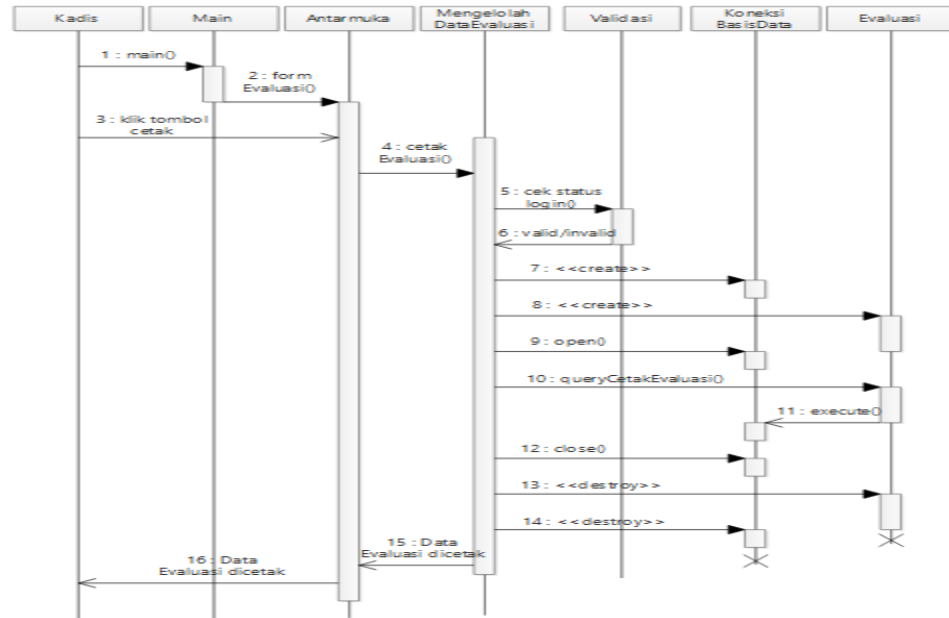 Kadis
Main
Antarmuka
Mengelolah
DataEvaluasi
Validasi
Koneksi
BasisData
Evaluasi
1 : main()
2 : form
Evaluasi()
3 : klik tombol
cetak
4 : cetak
Evaluasi()
5 : cek status
login()
6 : valid/invalid
7 : <<create>>
8 : <<create>>
9 : open()
10 : queryCetakEvaluasi()
11 : execute()
12 : close()
13 : <<destroy>>
14 : <<destroy>>
15 : Data
Evaluasi dicetak
16 : Data
Evaluasi dicetak